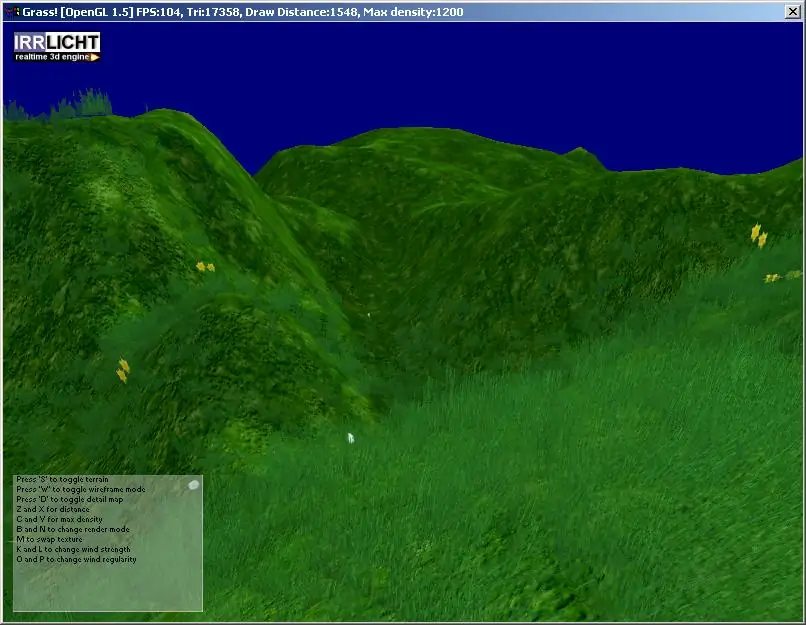 Grass! [OpenGL 1.5] FPS:104, Tri:17358, Draw Distance:1548, Max density:1200
IRRLICHT
realtime 3d engine
Press 'S' to toggle terrain
Press 'W' to toggle wireframe mode
Press 'D' to toggle detail map
Z and X for distance
C and V for max density
B and N to change render mode
M to swap texture
K and L to change wind strength
O and P to change wind regularity